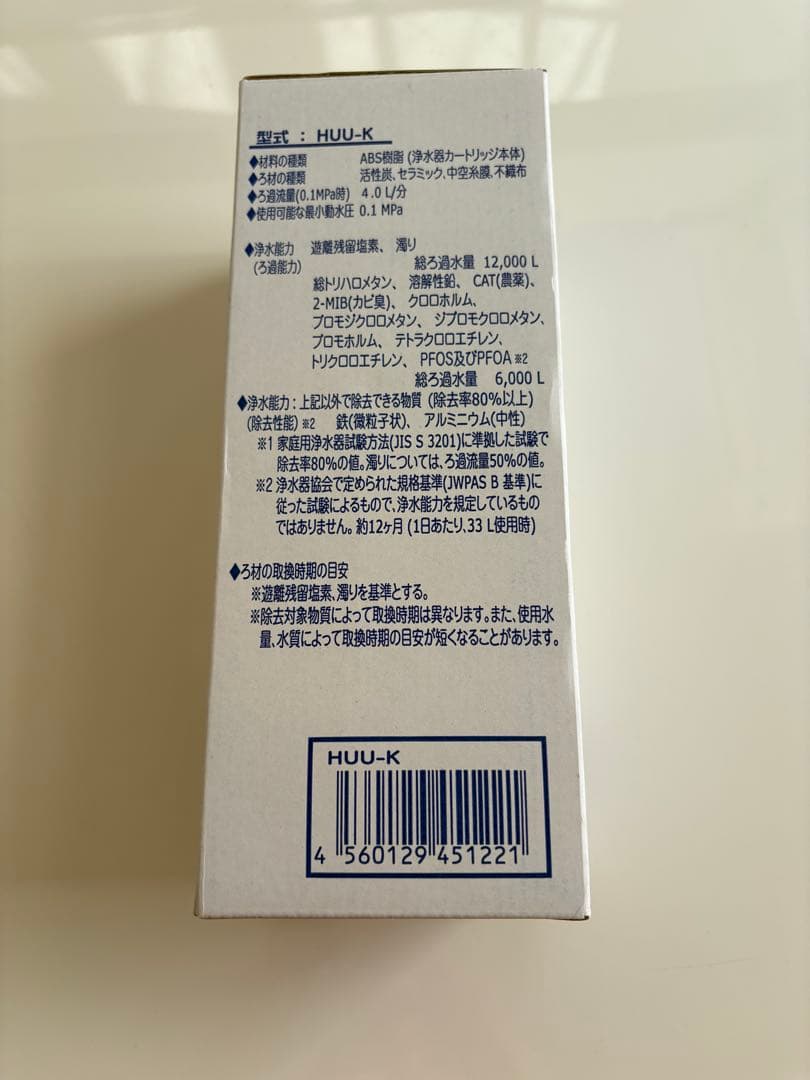 型式 : HUU-K
◆材料の種類 ABS樹脂 (浄水器カートリッジ本体)
◆ろ材の種類 活性炭、セラミック、中空糸膜、不織布
◆ろ過流量(0.1MPa時) 4.0 L/分
◆使用可能な最小動水圧 0.1 MPa
◆浄水能力 遊離残留塩素、濁り
(ろ過能力) 総ろ過水量 12,000 L
総トリハロメタン、溶解性鉛、CAT(農薬)、
2-MIB(カビ臭)、クロロホルム、
ブロモジクロロメタン、ジブロモクロロメタン、
ブロモホルム、テトラクロロエチレン、
トリクロロエチレン、PFOS及びPFOA ※2
総ろ過水量 6,000 L
◆浄水能力 : 上記以外で除去できる物質 (除去率80%以上)
(除去性能) ※2 鉄(微粒子状)、アルミニウム(中性)
※1 家庭用浄水器試験方法(JIS S 3201)に準拠した試験で
除去率80%の値。濁りについては、ろ過流量50%の値。
※2 浄水器協会で定められた規格基準(JWPAS B 基準)に
従った試験によるもので、浄水能力を規定しているもの
ではありません。約12ヶ月 (1日あたり、33 L使用時)
◆ろ材の取換時期の目安
※遊離残留塩素、濁りを基準とする。
※除去対象物質によって取換時期は異なります。また、使用水
量、水質によって取換時期の目安が短くなることがあります。
HUU-K
4 560129 451221